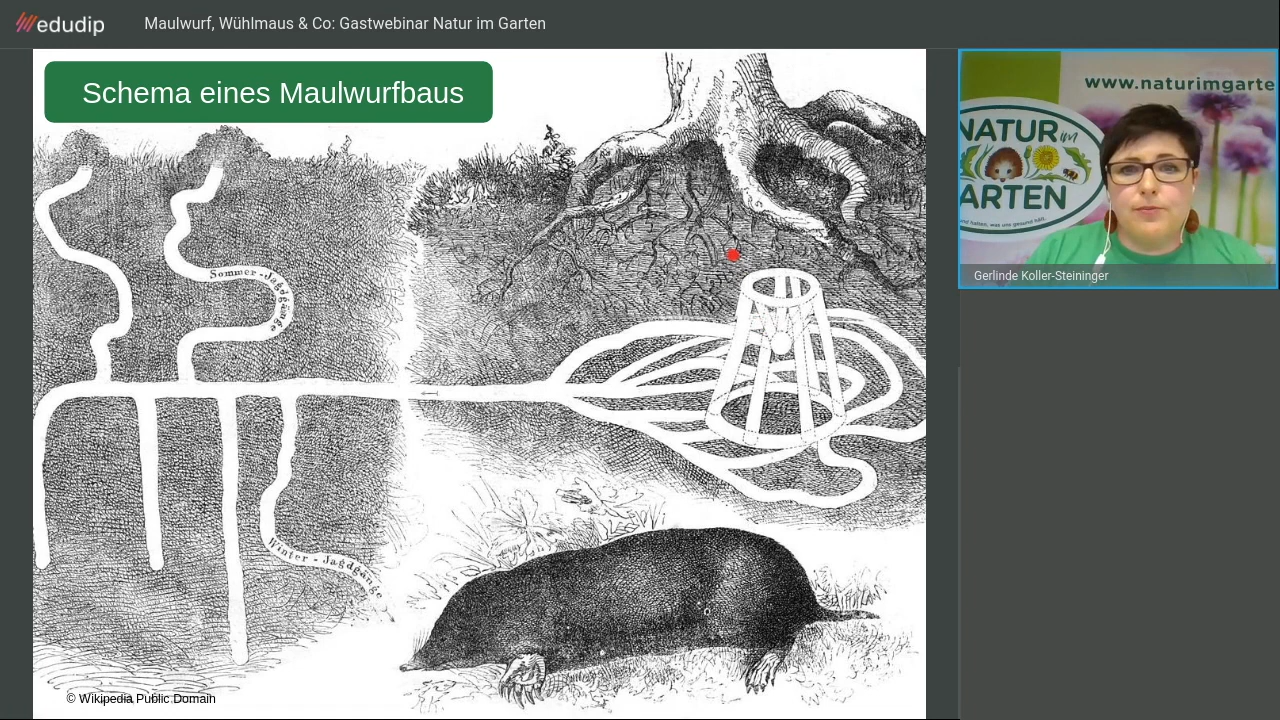 edudip
Maulwurf, Wühlmaus & Co: Gastwebinar Natur im Garten
Schema eines Maulwurfbaus
Sommer-Jagdgänge
Winter-Jagdgänge
© Wikipedia Public Domain
www.naturimgarte
NATUR im
ARTEN
Gerlinde Koller-Steininger